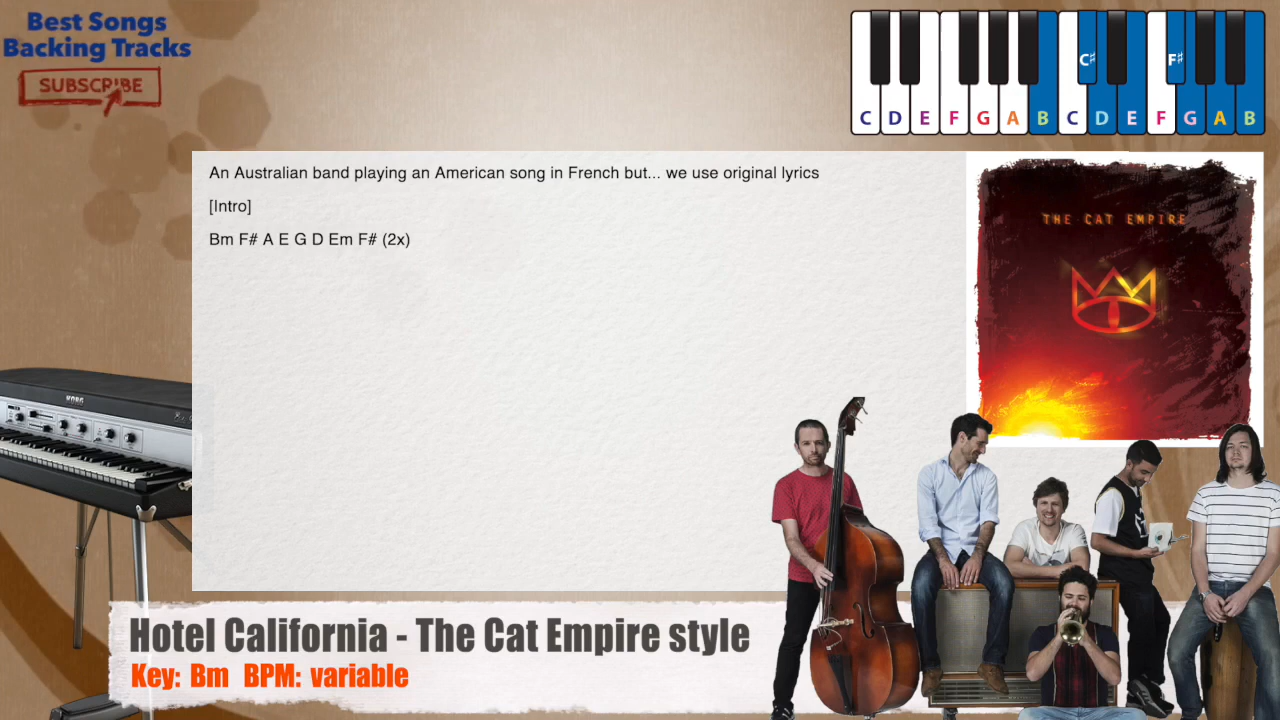 Best Songs
Backing Tracks
SUBSCRIBE
C♯ F♯
C D E F G A B C D E F G A B
An Australian band playing an American song in French but... we use original lyrics
[Intro]
Bm F# A E G D Em F# (2x)
THE CAT EMPIRE
KORG
Hotel California - The Cat Empire style
Key: Bm BPM: variable